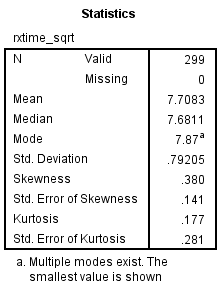 Statistics
rxtime_sqrt
N Valid 299
Missing 0
Mean 7.7083
Median 7.6811
Mode 7.87a
Std. Deviation .79205
Skewness .380
Std. Error of Skewness .141
Kurtosis .177
Std. Error of Kurtosis .281
a. Multiple modes exist. The
smallest value is shown